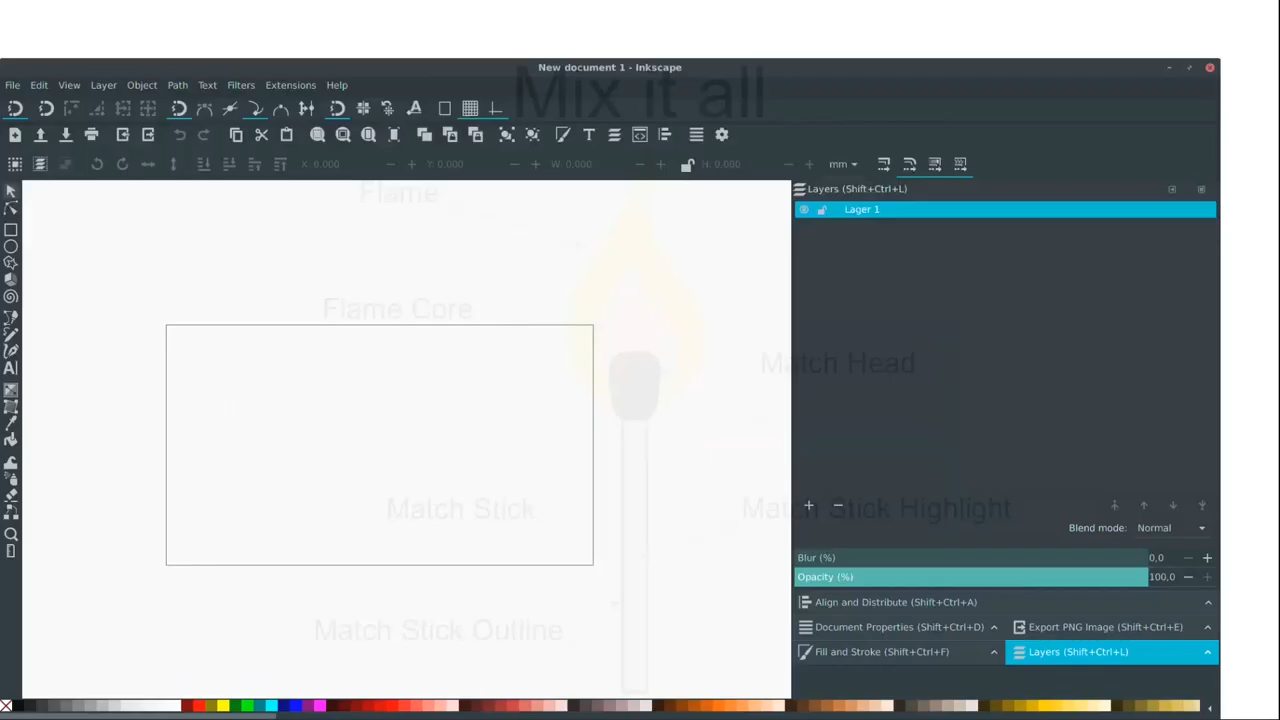 New document 1 - Inkscape
Mix it all
File Edit View Layer Object Path Text Filters Extensions Help
X: 0.000 Y: 0.000 W: 0.000 H: 0.000 mm
Layers (Shift+Ctrl+L)
Flame
Lager 1
Flame Core
Match Head
Match Stick
Match Stick Highlight
Blend mode: Normal
Blur (%) 0,0
Opacity (%) 100,0
Align and Distribute (Shift+Ctrl+A)
Document Properties (Shift+Ctrl+D) Export PNG Image (Shift+Ctrl+E)
Match Stick Outline
Fill and Stroke (Shift+Ctrl+F) Layers (Shift+Ctrl+L)